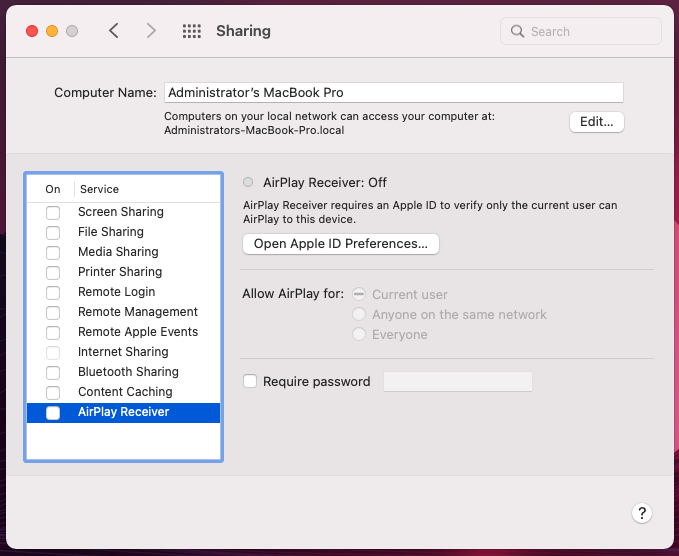 Sharing
Search
Computer Name:
Administrator's MacBook Pro
Computers on your local network can access your computer at:
Administrators-MacBook-Pro.local
Edit...
On
Service
Screen Sharing
File Sharing
Media Sharing
Printer Sharing
Remote Login
Remote Management
Remote Apple Events
Internet Sharing
Bluetooth Sharing
Content Caching
AirPlay Receiver
AirPlay Receiver: Off
AirPlay Receiver requires an Apple ID to verify only the current user can
AirPlay to this device.
Open Apple ID Preferences...
Allow AirPlay for:
Current user
Anyone on the same network
Everyone
Require password
?